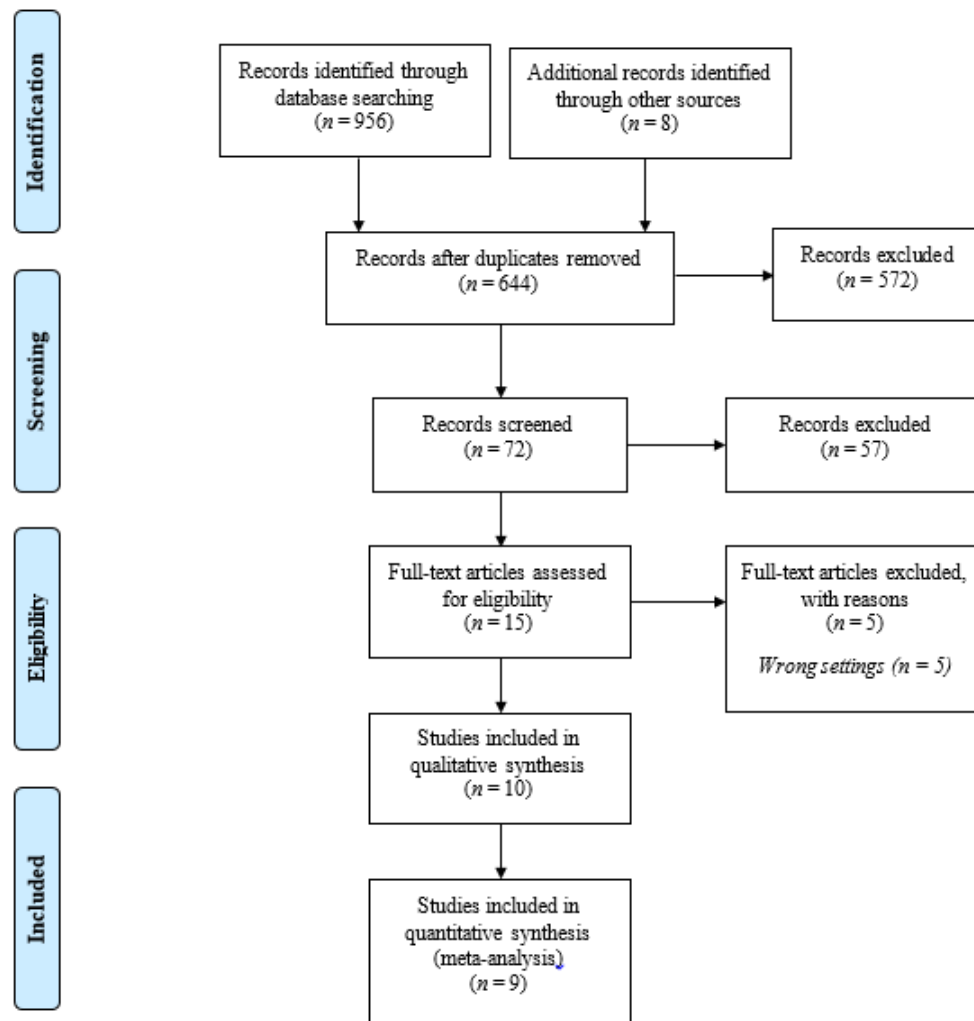 Identification
Records identified through
database searching
(n = 956)
Additional records identified
through other sources
(n = 8)
Records after duplicates removed
(n = 644)
Records excluded
(n = 572)
Screening
Records screened
(n = 72)
Records excluded
(n = 57)
Eligibility
Full-text articles assessed
for eligibility
(n = 15)
Full-text articles excluded,
with reasons
(n = 5)
Wrong settings (n = 5)
Studies included in
qualitative synthesis
(n = 10)
Included
Studies included in
quantitative synthesis
(meta-analysis)
(n = 9)